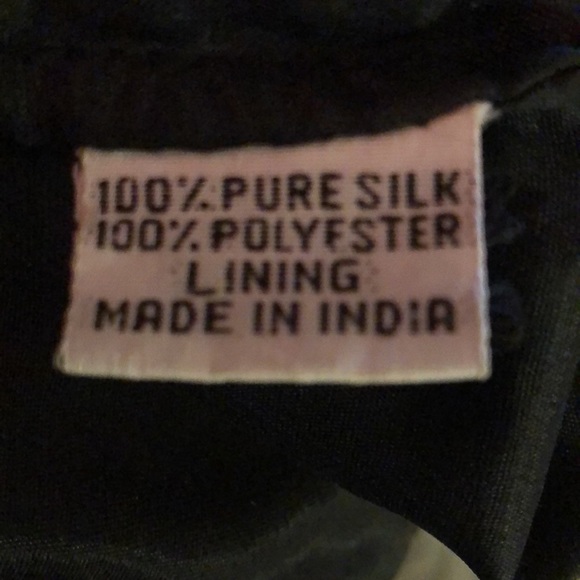 100% PURE SILK
100% POLYESTER
LINING
MADE IN INDIA